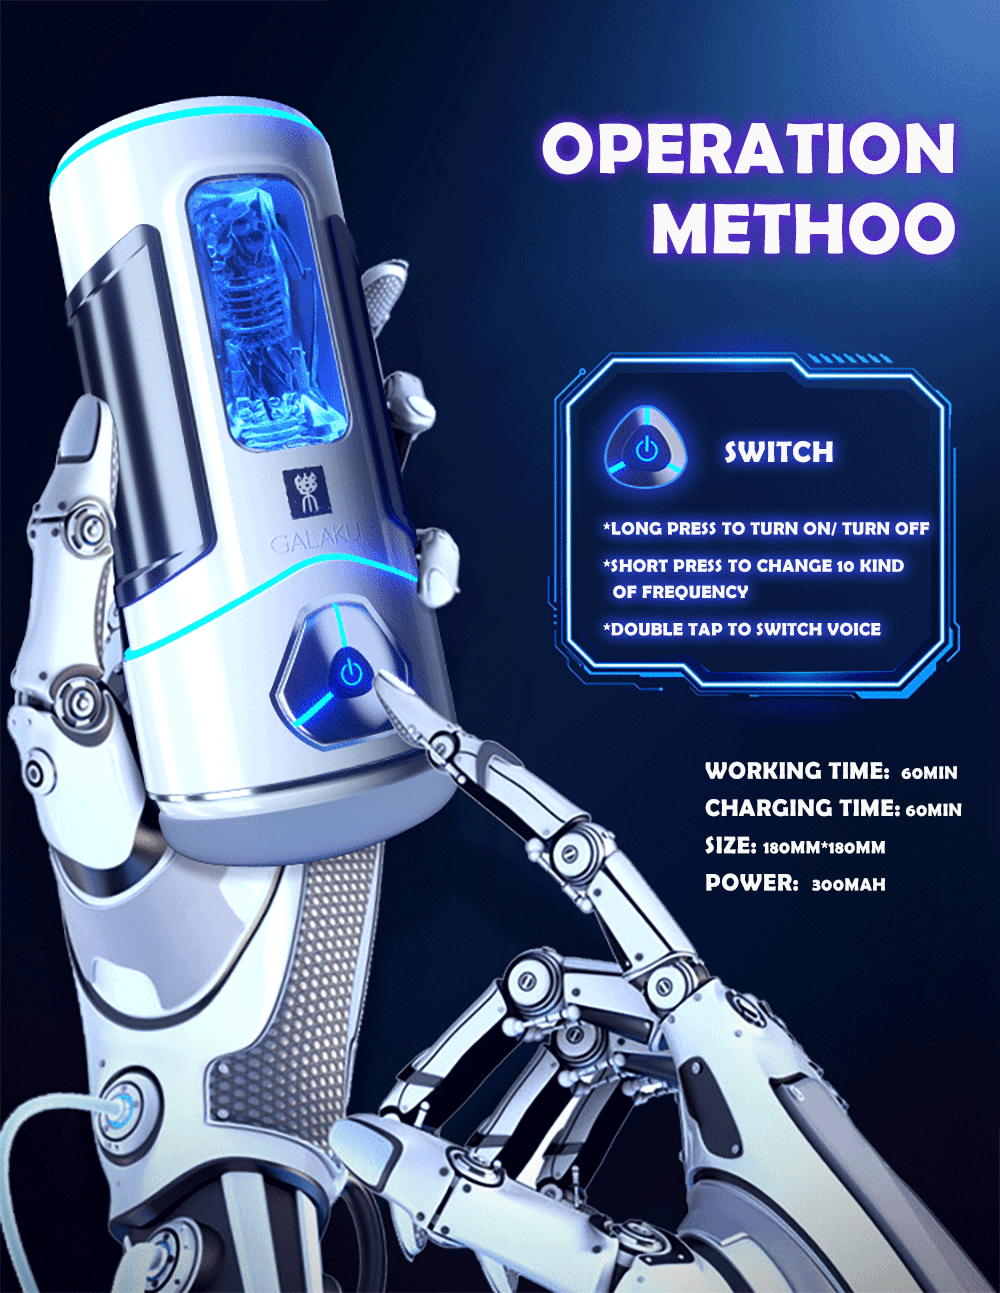 OPERATION
METHOO
SWITCH
*LONG PRESS TO TURN ON/ TURN OFF
*SHORT PRESS TO CHANGE 10 KIND
OF FREQUENCY
*DOUBLE TAP TO SWITCH VOICE
GALAKU
WORKING TIME: 60MIN
CHARGING TIME: 60MIN
SIZE: 180MM*180MM
POWER: 300MAH